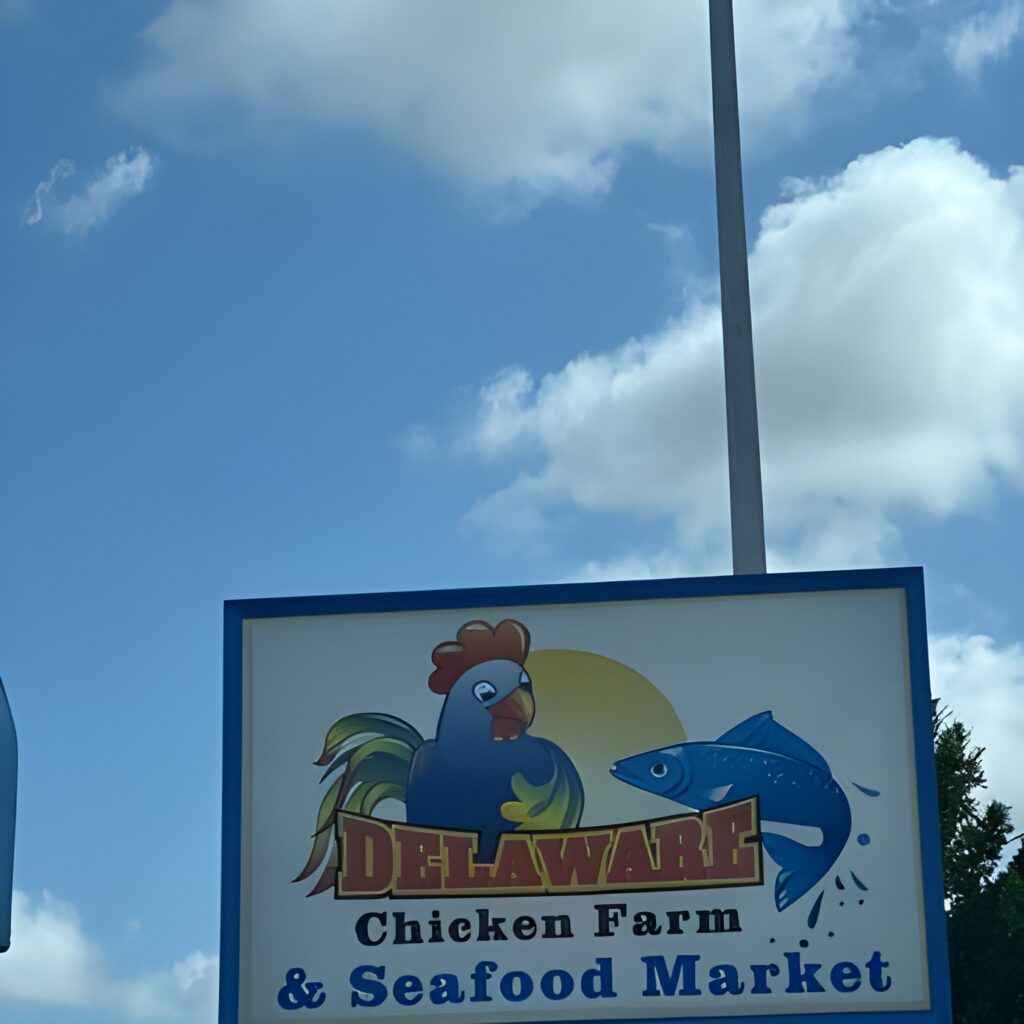 DELAWARE
Chicken Farm
& Seafood Market